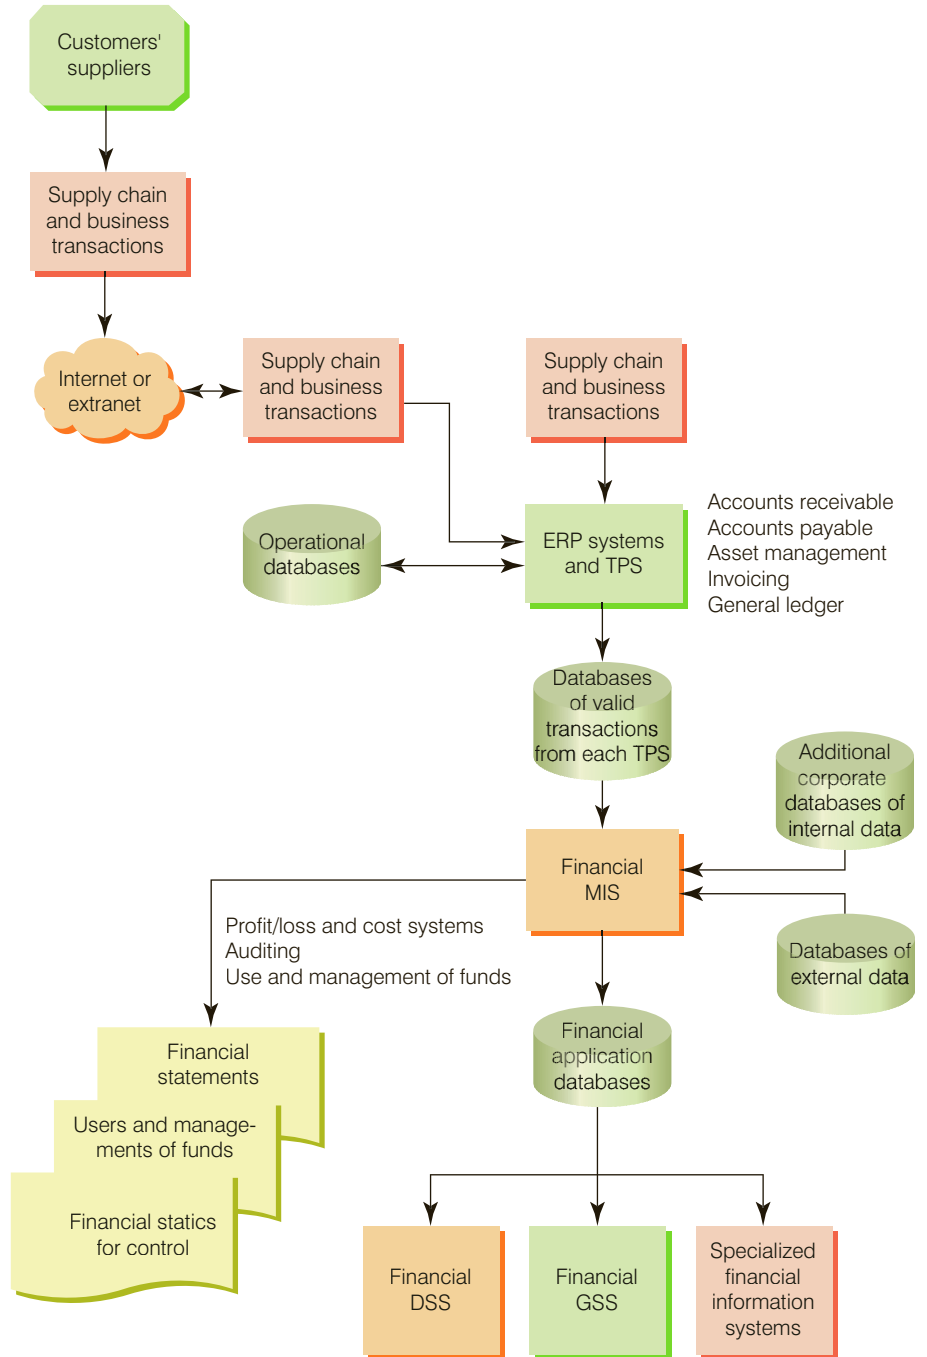 Customers'
suppliers
Supply chain
and business
transactions
Internet or
extranet
Supply chain
and business
transactions
Supply chain
and business
transactions
Operational
databases
ERP systems
and TPS
Accounts receivable
Accounts payable
Asset management
Invoicing
General ledger
Databases
of valid
transactions
from each TPS
Additional
corporate
databases of
internal data
Financial
MIS
Databases of
external data
Profit/loss and cost systems
Auditing
Use and management of funds
Financial
statements
Users and manage-
ments of funds
Financial statics
for control
Financial
application
databases
Financial
DSS
Financial
GSS
Specialized
financial
information
systems